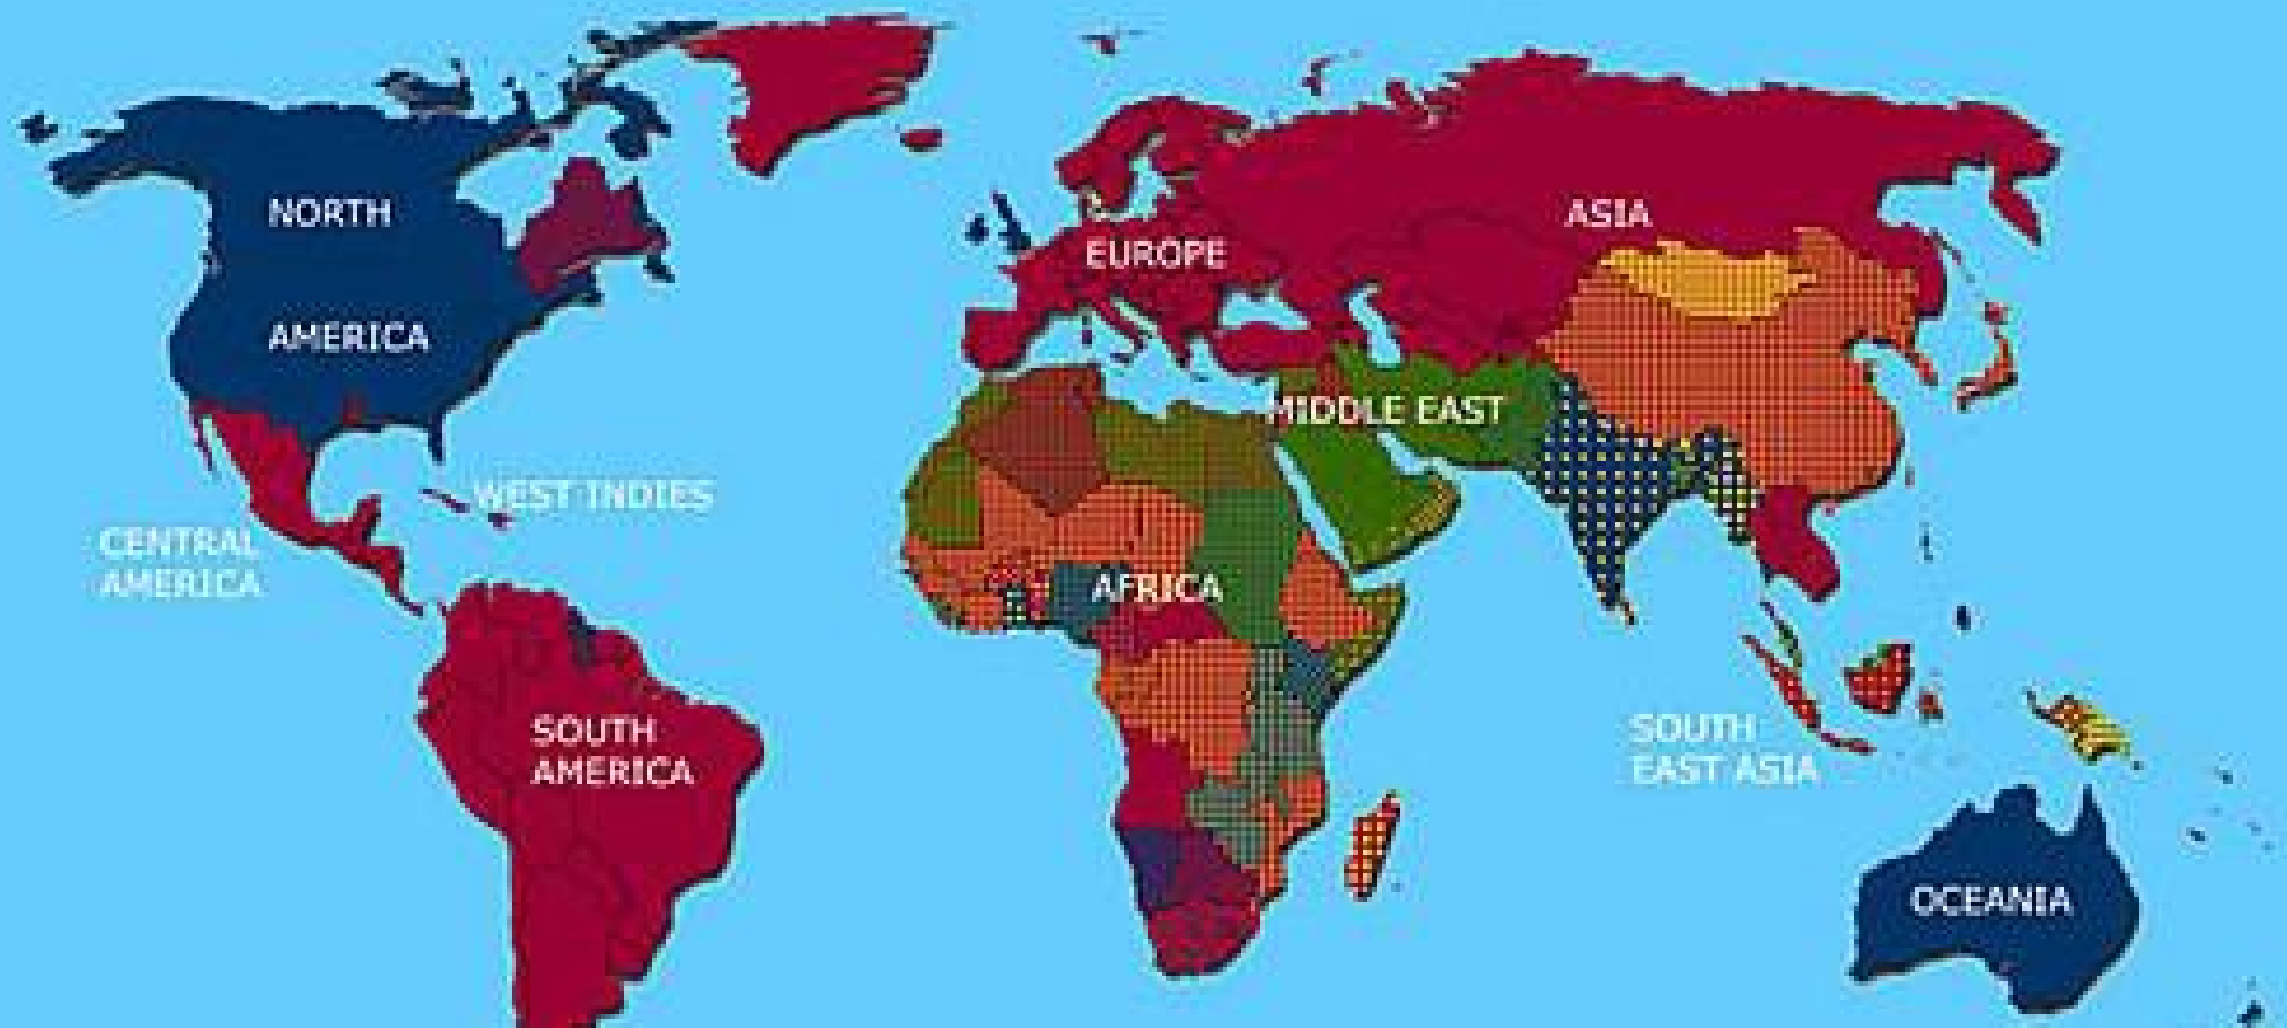 NORTH
AMERICA
WEST INDIES
CENTRAL
AMERICA
SOUTH
AMERICA
EUROPE
ASIA
MIDDLE EAST
AFRICA
SOUTH
EAST ASIA
OCEANIA